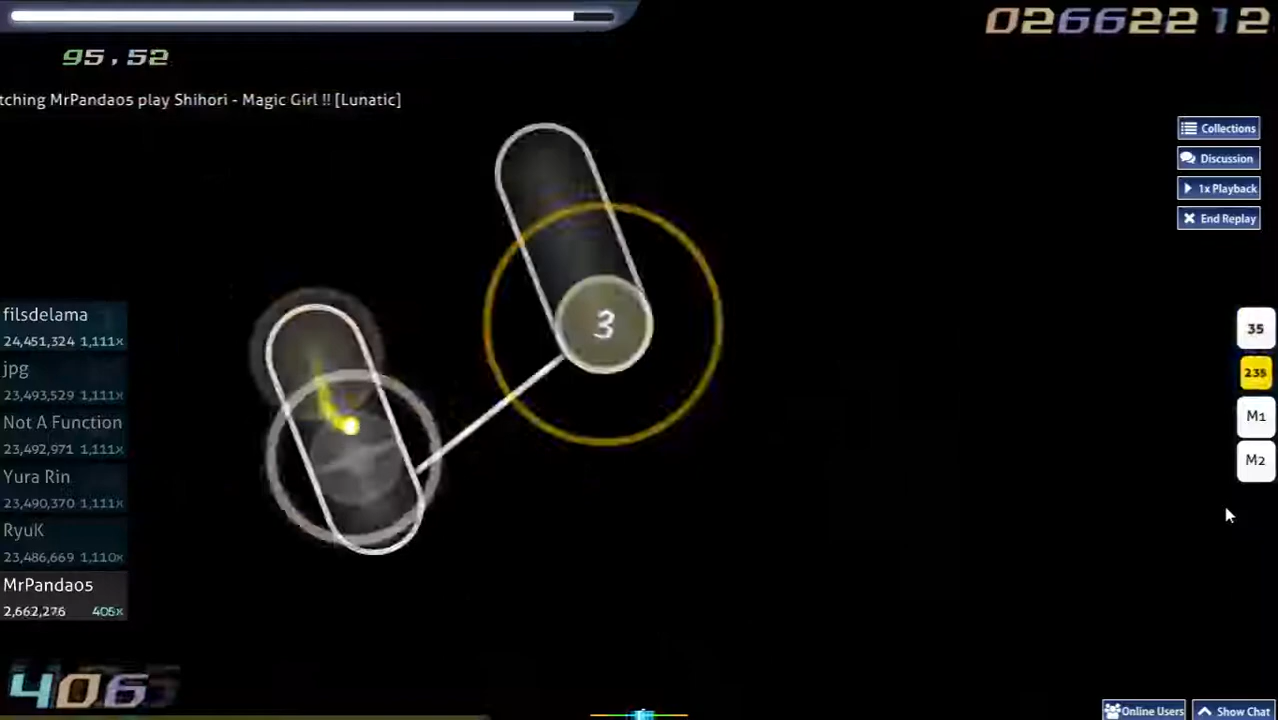 02662212
95.52
tching MrPanda05 play Shihori - Magic Girl !! [Lunatic]
Collections
Discussion
1x Playback
End Replay
3
filsdelama
24,451,324 1,111x
jpg
23,493,529 1,111x
Not A Function
23,492,971 1,111x
Yura Rin
23,490,370 1,111x
RyuK
23,486,669 1,110x
MrPanda05
2,662,276 405x
35
235
M1
M2
406
Online Users
Show Chat